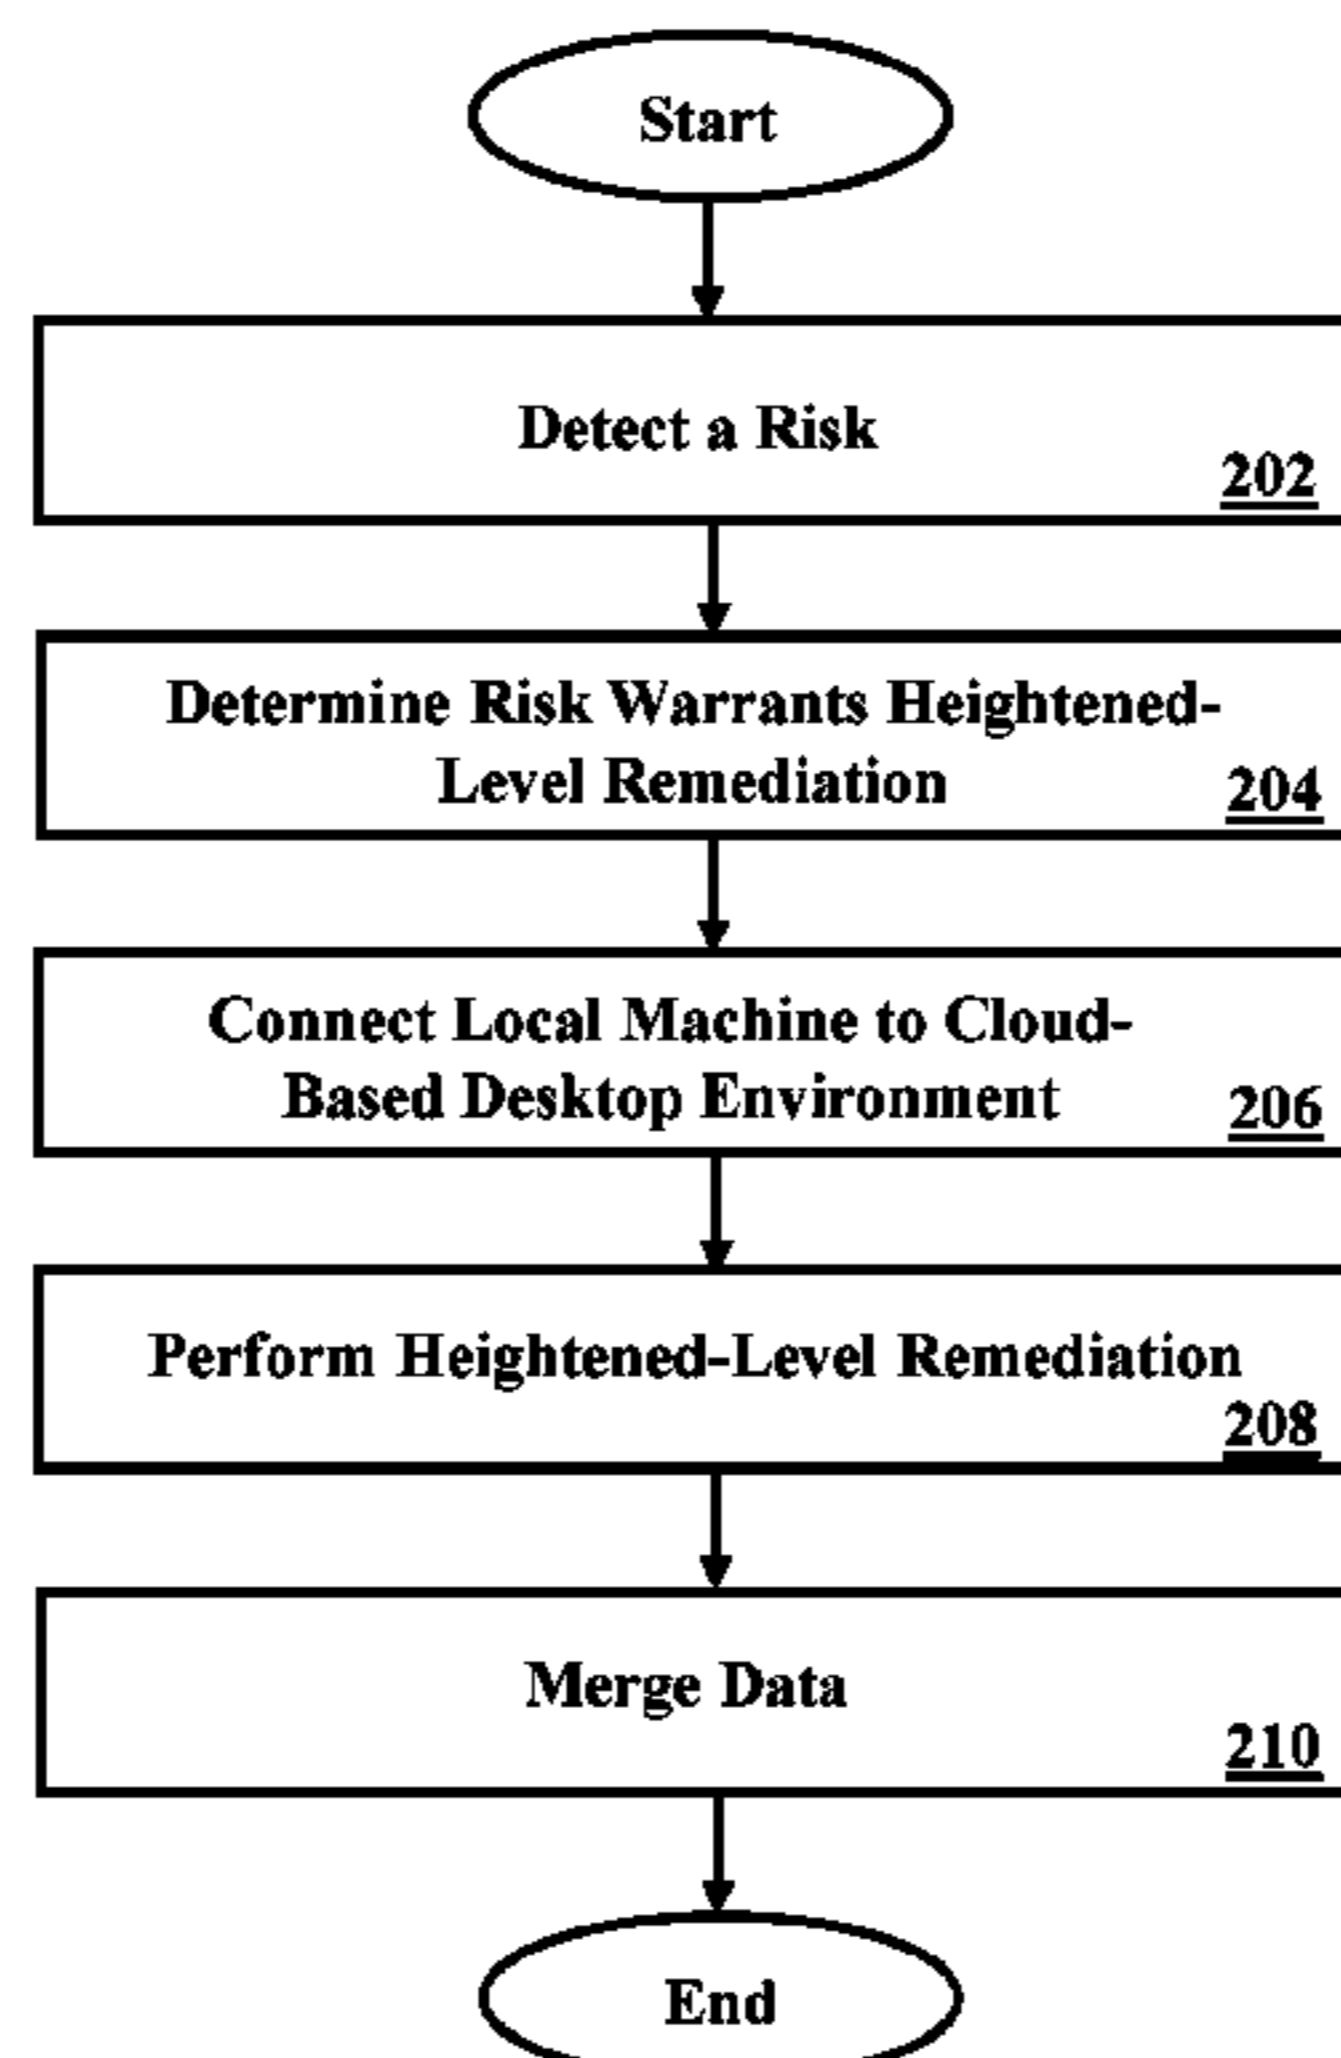 Start
Detect a Risk
202
Determine Risk Warrants Heightened-
Level Remediation
204
Connect Local Machine to Cloud-
Based Desktop Environment
206
Perform Heightened-Level Remediation
208
Merge Data
210
End